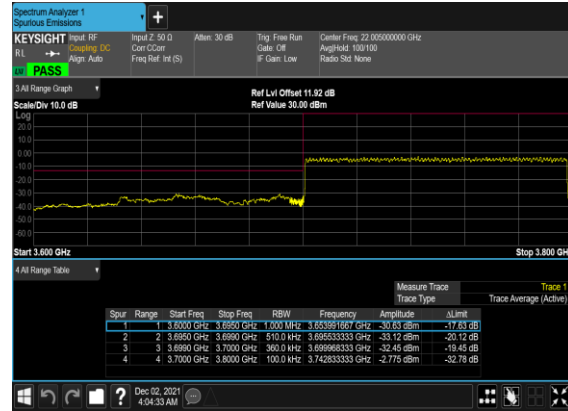 Spectrum Analyzer 1
Spurious Emissions
KEYSIGHT Input: RF Input Z: 50 Ω Atten: 30 dB Trig: Free Run Center Freq: 22.005000000 GHz
RL Coupling: DC Corr CCorr Gate: Off Avg|Hold: 100/100
Align: Auto Freq Ref: Int (S) IF Gain: Low Radio Std: None
PASS
3 All Range Graph
Ref Lvl Offset 11.92 dB
Scale/Div 10.0 dB Ref Value 30.00 dBm
Log
20.0
10.0
0.00
-10.0
-20.0
-30.0
-40.0
-50.0
-60.0
Start 3.600 GHz Stop 3.800 GH
4 All Range Table
Measure Trace Trace 1
Trace Type Trace Average (Active)
Spur Range Start Freq Stop Freq RBW Frequency Amplitude ΔLimit
1 1 3.6000 GHz 3.6950 GHz 1.000 MHz 3.653991667 GHz -30.63 dBm -17.63 dB
2 2 3.6950 GHz 3.6990 GHz 510.0 kHz 3.695533333 GHz -33.12 dBm -20.12 dB
3 3 3.6990 GHz 3.7000 GHz 360.0 kHz 3.699968333 GHz -32.45 dBm -19.45 dB
4 4 3.7000 GHz 3.8000 GHz 100.0 kHz 3.742833333 GHz -2.775 dBm -32.78 dB
Dec 02, 2021
4:04:33 AM